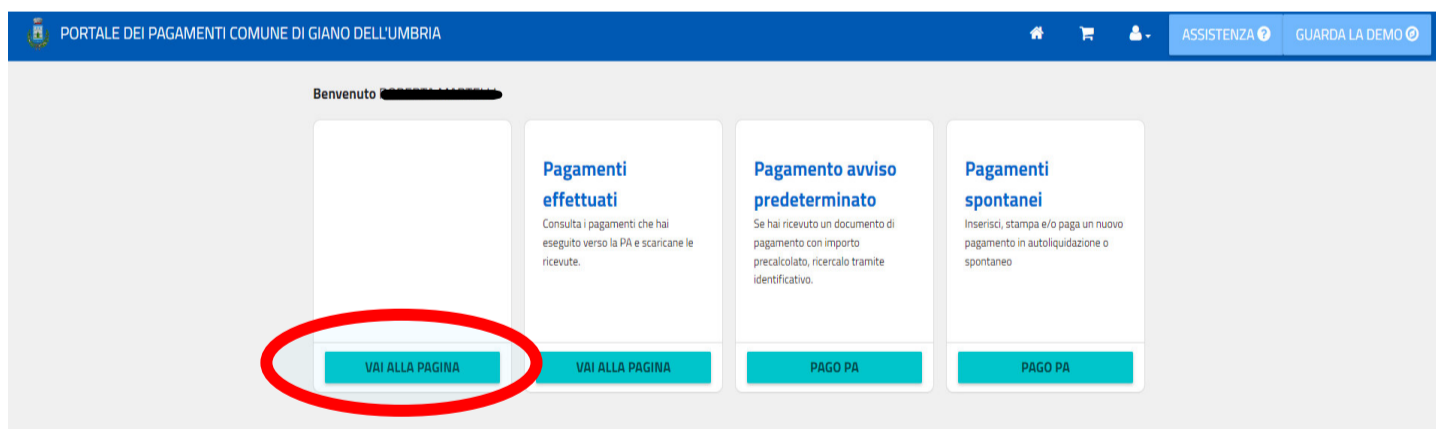 PORTALE DEI PAGAMENTI COMUNE DI GIANO DELL'UMBRIA
ASSISTENZA
GUARDA LA DEMO
Benvenuto
Pagamenti
effettuati
Consulta i pagamenti che hai
eseguito verso la PA e scaricane le
ricevute.
Pagamento avviso
predeterminato
Se hai ricevuto un documento di
pagamento con importo
precalcolato, ricercalo tramite
identificativo.
Pagamenti
spontanei
Inserisci, stampa e/o paga un nuovo
pagamento in autoliquidazione o
spontaneo
VAI ALLA PAGINA
VAI ALLA PAGINA
PAGO PA
PAGO PA